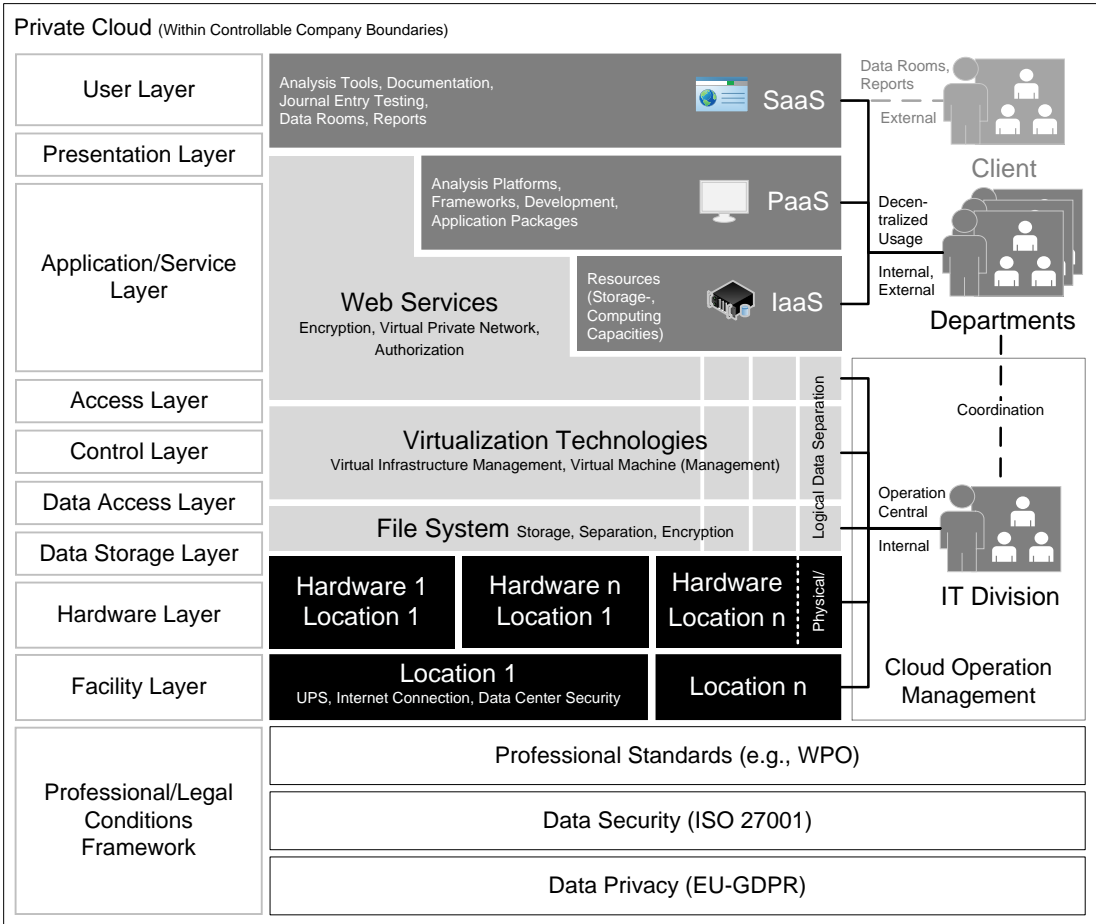 Private Cloud (Within Controllable Company Boundaries)
User Layer
Presentation Layer
Application/Service
Layer
Access Layer
Control Layer
Data Access Layer
Data Storage Layer
Hardware Layer
Facility Layer
Professional/Legal
Conditions
Framework
Analysis Tools, Documentation,
Journal Entry Testing,
Data Rooms, Reports
SaaS
Analysis Platforms,
Frameworks, Development,
Application Packages
PaaS
Resources
(Storage-,
Computing
Capacities)
IaaS
Web Services
Encryption, Virtual Private Network,
Authorization
Virtualization Technologies
Virtual Infrastructure Management, Virtual Machine (Management)
File System Storage, Separation, Encryption
Hardware 1
Location 1
Hardware n
Location 1
Hardware
Location n
Physical/
Logical Data Separation
Location 1
UPS, Internet Connection, Data Center Security
Location n
Data Rooms,
Reports
External
Client
Decen-
tralized
Usage
Internal,
External
Departments
Coordination
Operation
Central
Internal
IT Division
Cloud Operation
Management
Professional Standards (e.g., WPO)
Data Security (ISO 27001)
Data Privacy (EU-GDPR)